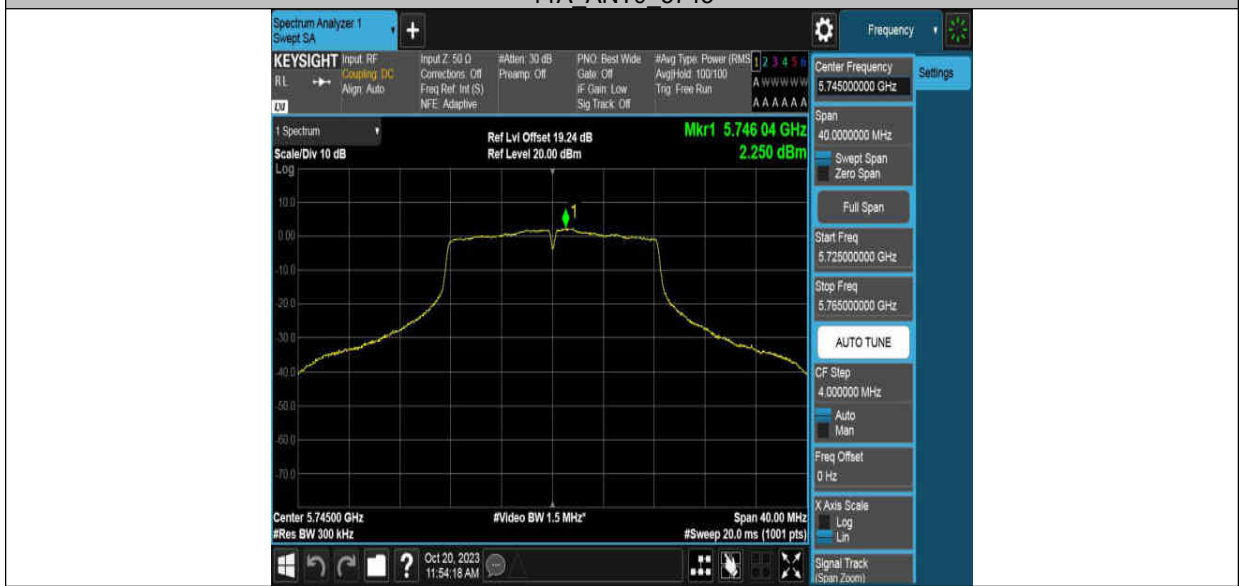 Spectrum Analyzer 1
Swept SA
+
Frequency
KEYSIGHT
RL
LXI
Input: RF
Coupling: DC
Align: Auto
Input Z: 50 Ω
Corrections: Off
Freq Ref: Int (S)
NFE: Adaptive
#Atten: 30 dB
Preamp: Off
PNO: Best Wide
Gate: Off
IF Gain: Low
Sig Track: Off
#Avg Type: Power (RMS
Avg|Hold: 100/100
Trig: Free Run
1 2 3 4 5 6
A W W W W W
A A A A A A
1 Spectrum
Scale/Div 10 dB
Log
Ref Lvl Offset 19.24 dB
Ref Level 20.00 dBm
Mkr1 5.746 04 GHz
2.250 dBm
1
10.0
0.00
-10.0
-20.0
-30.0
-40.0
-50.0
-60.0
-70.0
Center 5.74500 GHz
#Res BW 300 kHz
#Video BW 1.5 MHz*
Span 40.00 MHz
#Sweep 20.0 ms (1001 pts)
Oct 20, 2023
11:54:18 AM
?
Center Frequency
5.745000000 GHz
Settings
Span
40.0000000 MHz
Swept Span
Zero Span
Full Span
Start Freq
5.725000000 GHz
Stop Freq
5.765000000 GHz
AUTO TUNE
CF Step
4.000000 MHz
Auto
Man
Freq Offset
0 Hz
X Axis Scale
Log
Lin
Signal Track
(Span Zoom)